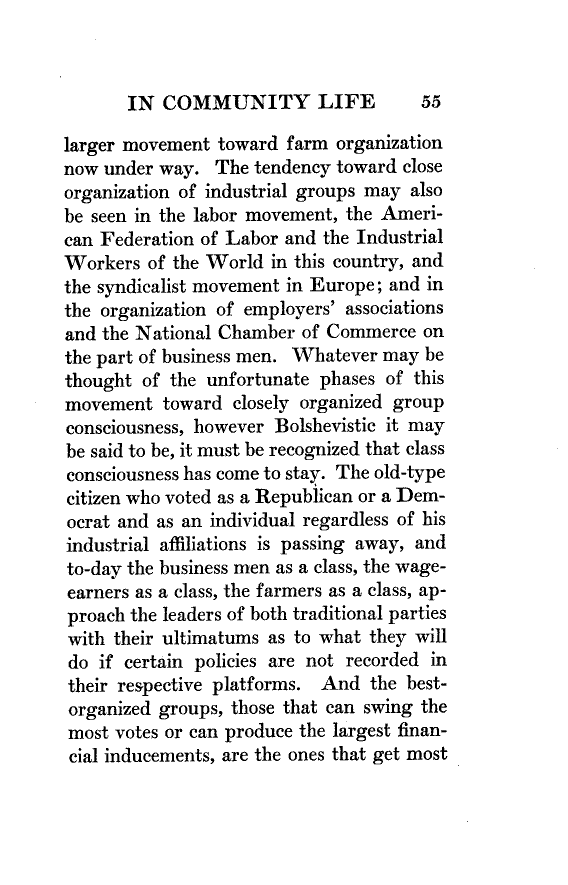 IN COMMUNITY LIFE 55
larger movement toward farm organization
now under way. The tendency toward close
organization of industrial groups may also
be seen in the labor movement, the Ameri-
can Federation of Labor and the Industrial
Workers of the World in this country, and
the syndicalist movement in Europe; and in
the organization of employers' associations
and the National Chamber of Commerce on
the part of business men. Whatever may be
thought of the unfortunate phases of this
movement toward closely organized group
consciousness, however Bolshevistic it may
be said to be, it must be recognized that class
consciousness has come to stay. The old-type
citizen who voted as a Republican or a Dem-
ocrat and as an individual regardless of his
industrial affiliations is passing away, and
to-day the business men as a class, the wage-
earners as a class, the farmers as a class, ap-
proach the leaders of both traditional parties
with their ultimatums as to what they will
do if certain policies are not recorded in
their respective platforms. And the best-
organized groups, those that can swing the
most votes or can produce the largest finan-
cial inducements, are the ones that get most